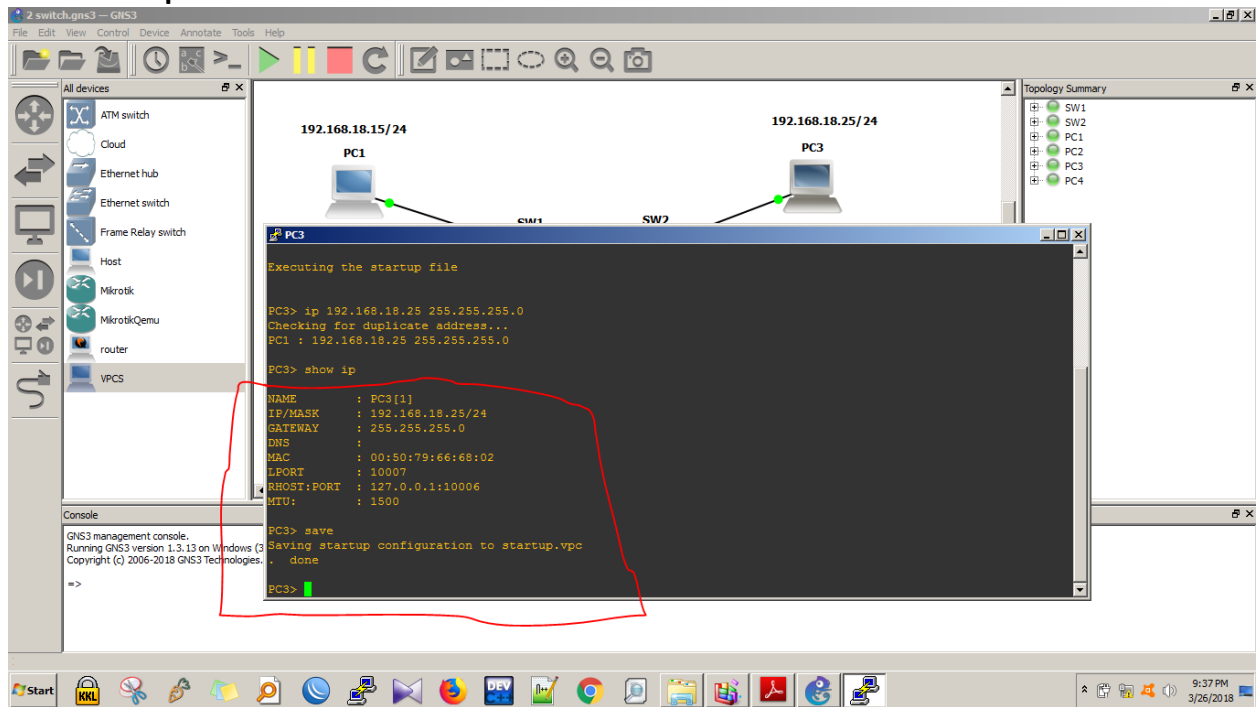 2 switch.gns3 — GNS3
File Edit View Control Device Annotate Tools Help
All devices
ATM switch
Cloud
Ethernet hub
Ethernet switch
Frame Relay switch
Host
Mikrotik
MikrotikQemu
router
VPCS
192.168.18.15/24
PC1
192.168.18.25/24
PC3
SW1
SW2
Topology Summary
SW1
SW2
PC1
PC2
PC3
PC4
PC3
Executing the startup file
PC3> ip 192.168.18.25 255.255.255.0
Checking for duplicate address...
PC1 : 192.168.18.25 255.255.255.0
PC3> show ip
NAME : PC3[1]
IP/MASK : 192.168.18.25/24
GATEWAY : 255.255.255.0
DNS :
MAC : 00:50:79:66:68:02
LPORT : 10007
RHOST:PORT : 127.0.0.1:10006
MTU: : 1500
PC3> save
Saving startup configuration to startup.vpc
. done
PC3>
Console
GNS3 management console.
Running GNS3 version 1.3.13 on Windows (3
Copyright (c) 2006-2018 GNS3 Technologies.
=>
Start
KKL
DEV
C++
9:37 PM
3/26/2018